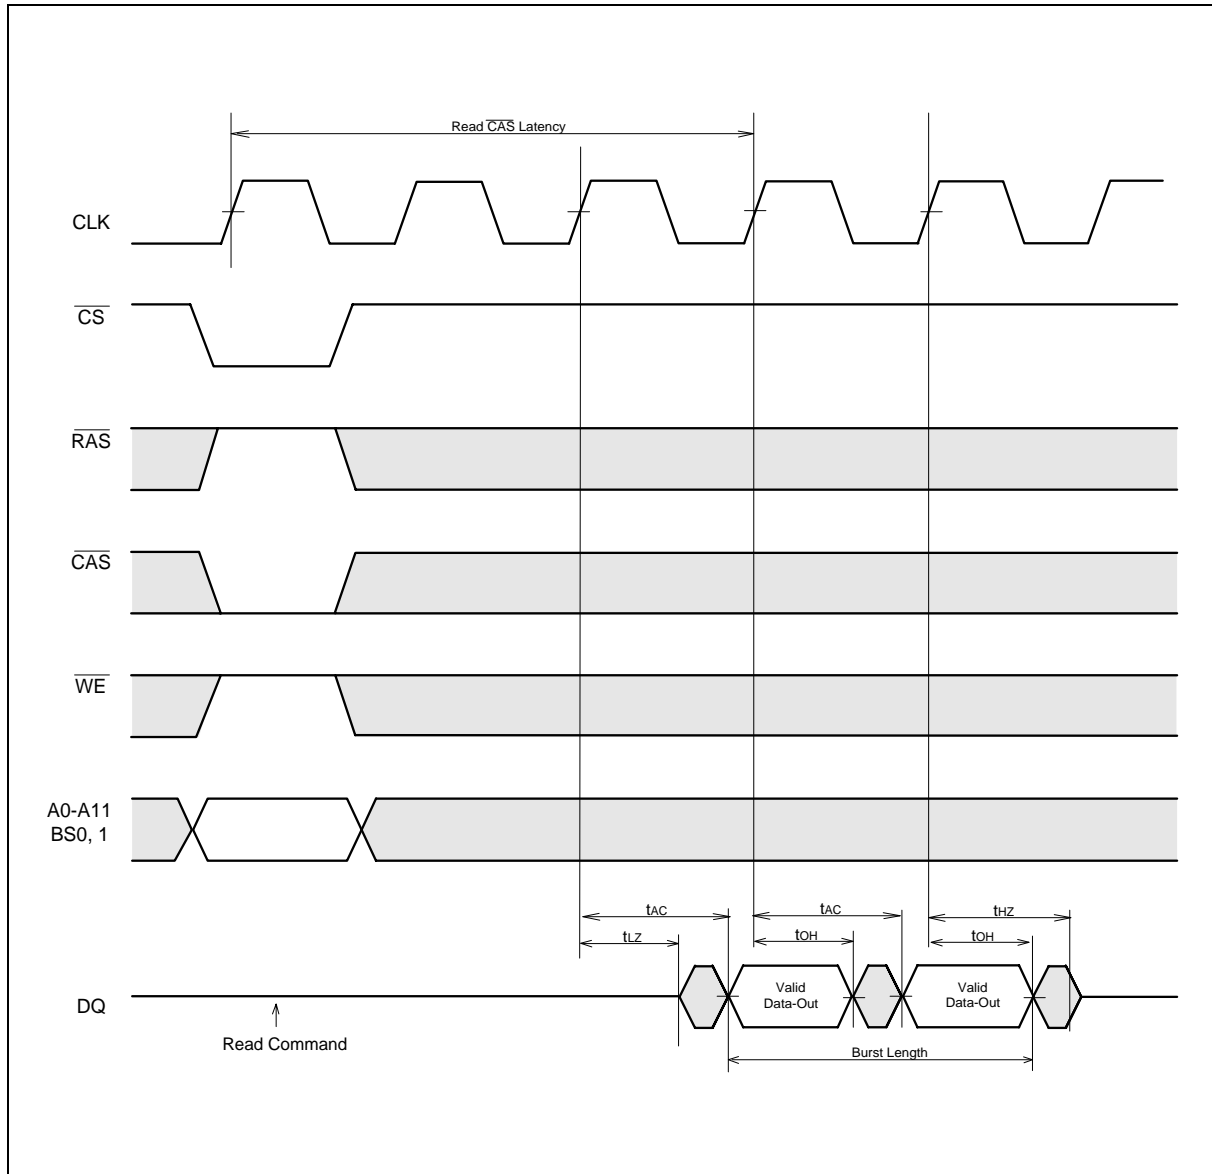 Read CAS Latency
CLK
CS
RAS
CAS
WE
A0-A11
BS0, 1
tAC
tAC
tHZ
tLZ
tOH
tOH
DQ
Valid
Data-Out
Valid
Data-Out
Read Command
Burst Length